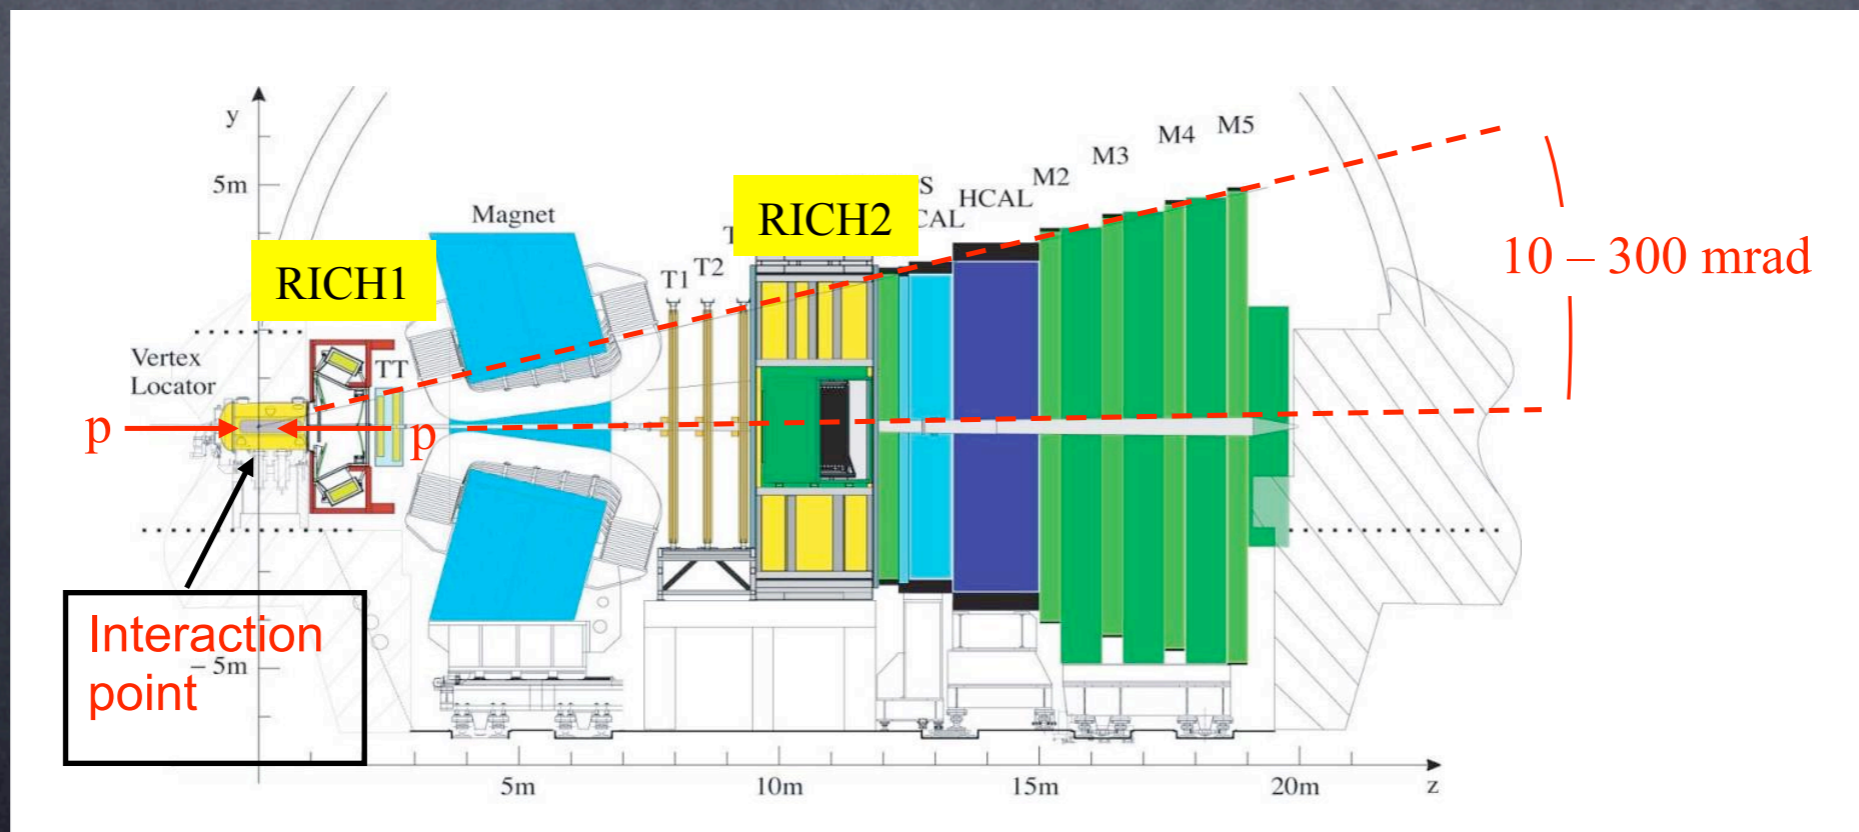 y
5m
Magnet
RICH1
T1
T2
RICH2
HCAL
M2
M3
M4
M5
10 – 300 mrad
Vertex
Locator
TT
p
p
Interaction
point
– 5m
5m
10m
15m
20m
z